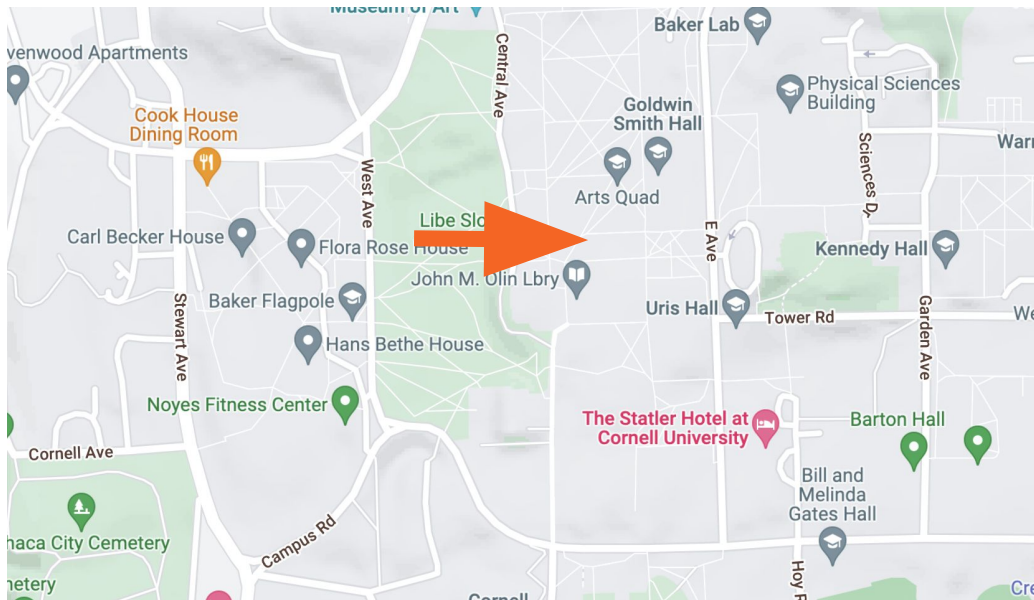 Museum of Art
Baker Lab
venwood Apartments
Central Ave
Physical Sciences
Building
Cook House
Dining Room
Goldwin
Smith Hall
Sciences D
Warr
West Ave
Arts Quad
Libe Slo
Carl Becker House
Flora Rose House
E Ave
Kennedy Hall
John M. Olin Lbry
Baker Flagpole
Uris Hall
Tower Rd
We
Stewart Ave
Garden Ave
Hans Bethe House
Noyes Fitness Center
The Statler Hotel at
Cornell University
Barton Hall
Cornell Ave
Bill and
Melinda
Gates Hall
haca City Cemetery
Campus Rd
metery
Hoy R
Cre
Cornell